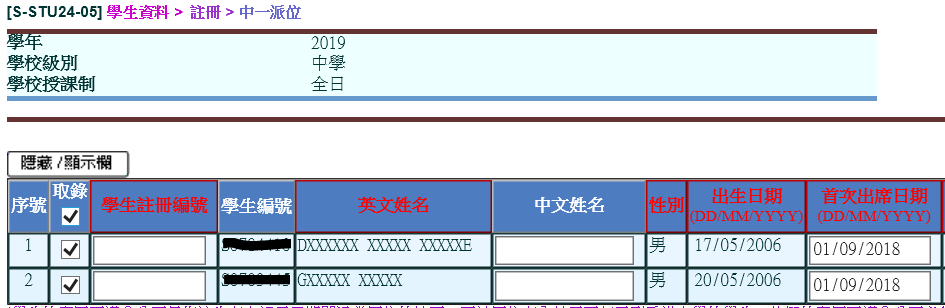 [S-STU24-05] 學生資料 > 註冊 > 中一派位
學年 2019
學校級別 中學
學校授課制 全日
隱藏 /顯示欄
序號 取錄 學生註冊編號 學生編號 英文姓名 中文姓名 性別 出生日期 (DD/MM/YYYY) 首次出席日期 (DD/MM/YYYY)
1 DXXXXXX XXXXX XXXXXE 男 17/05/2006 01/09/2018
2 GXXXXX XXXXX 男 20/05/2006 01/09/2018